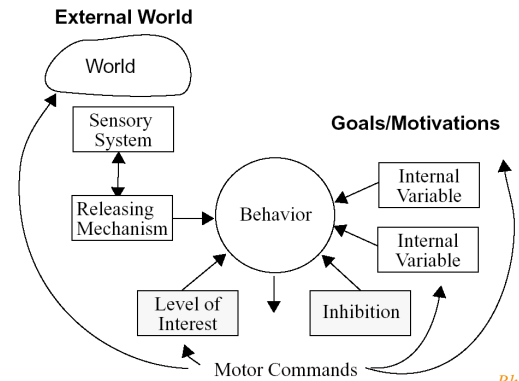 External World
World
Sensory
System
Goals/Motivations
Internal
Variable
Releasing
Mechanism
Behavior
Internal
Variable
Level of
Interest
Inhibition
Motor Commands